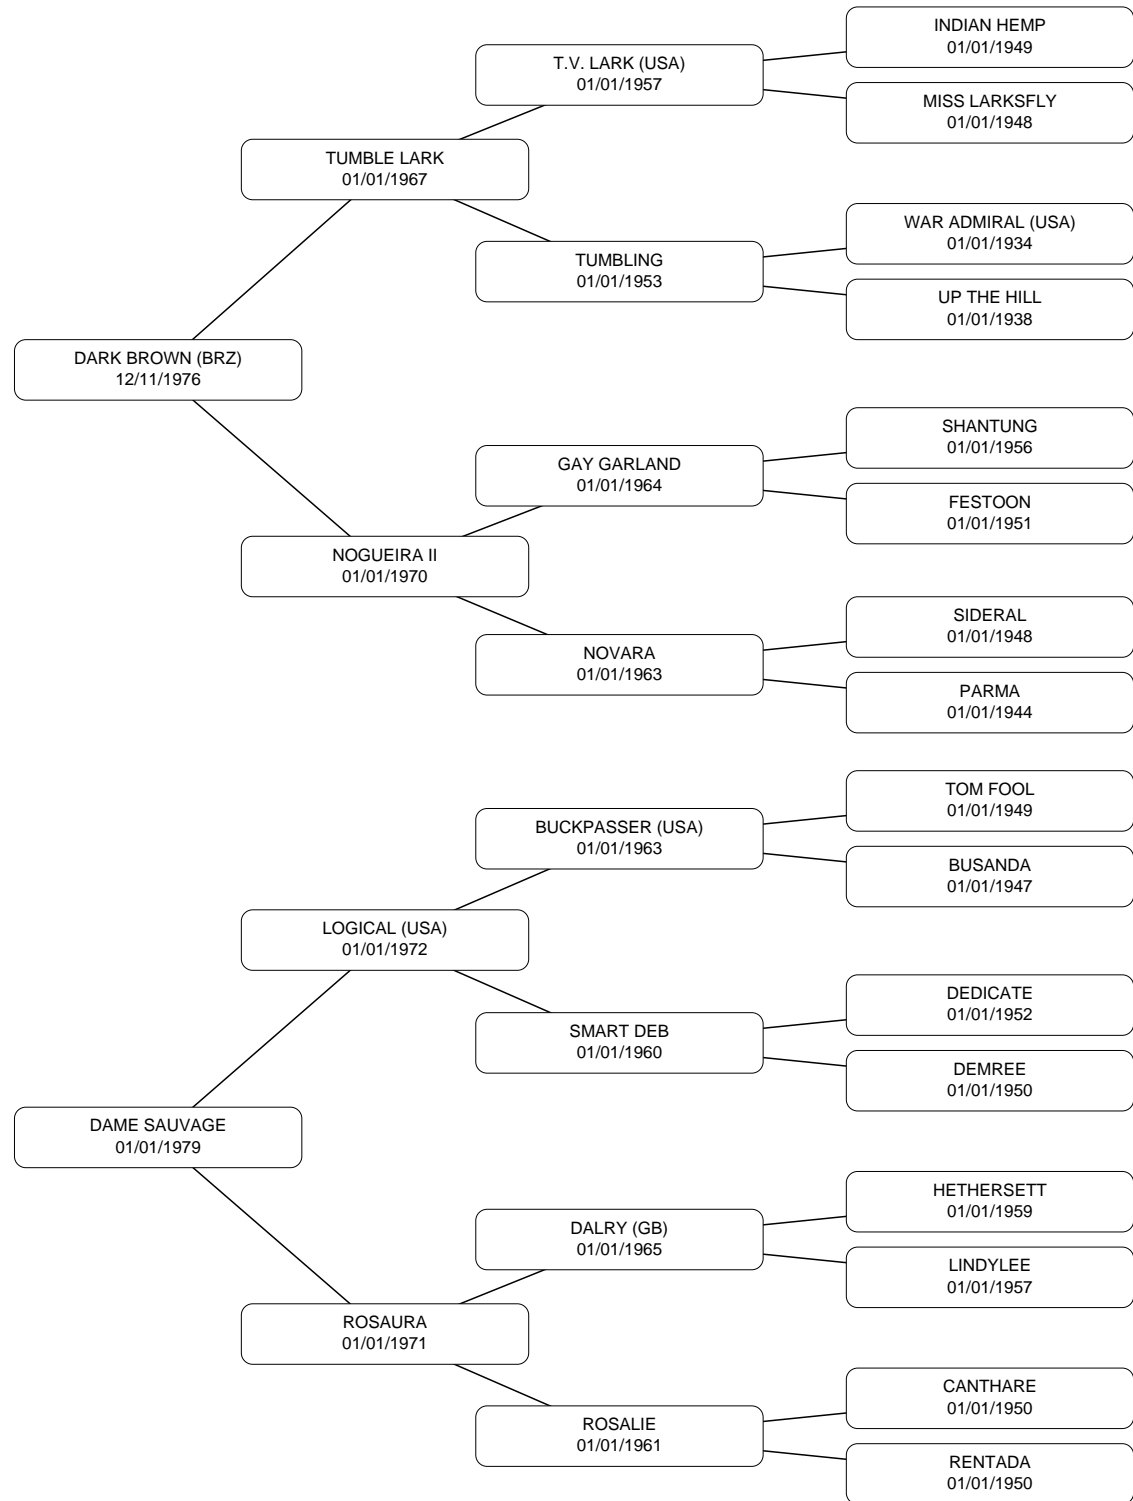 INDIAN HEMP
01/01/1949
T.V. LARK (USA)
01/01/1957
MISS LARKSFLY
01/01/1948
TUMBLE LARK
01/01/1967
WAR ADMIRAL (USA)
01/01/1934
TUMBLING
01/01/1953
UP THE HILL
01/01/1938
DARK BROWN (BRZ)
12/11/1976
SHANTUNG
01/01/1956
GAY GARLAND
01/01/1964
FESTOON
01/01/1951
NOGUEIRA II
01/01/1970
SIDERAL
01/01/1948
NOVARA
01/01/1963
PARMA
01/01/1944
TOM FOOL
01/01/1949
BUCKPASSER (USA)
01/01/1963
BUSANDA
01/01/1947
LOGICAL (USA)
01/01/1972
DEDICATE
01/01/1952
SMART DEB
01/01/1960
DEMREE
01/01/1950
DAME SAUVAGE
01/01/1979
HETHERSETT
01/01/1959
DALRY (GB)
01/01/1965
LINDYLEE
01/01/1957
ROSAURA
01/01/1971
CANTHARE
01/01/1950
ROSALIE
01/01/1961
RENTADA
01/01/1950